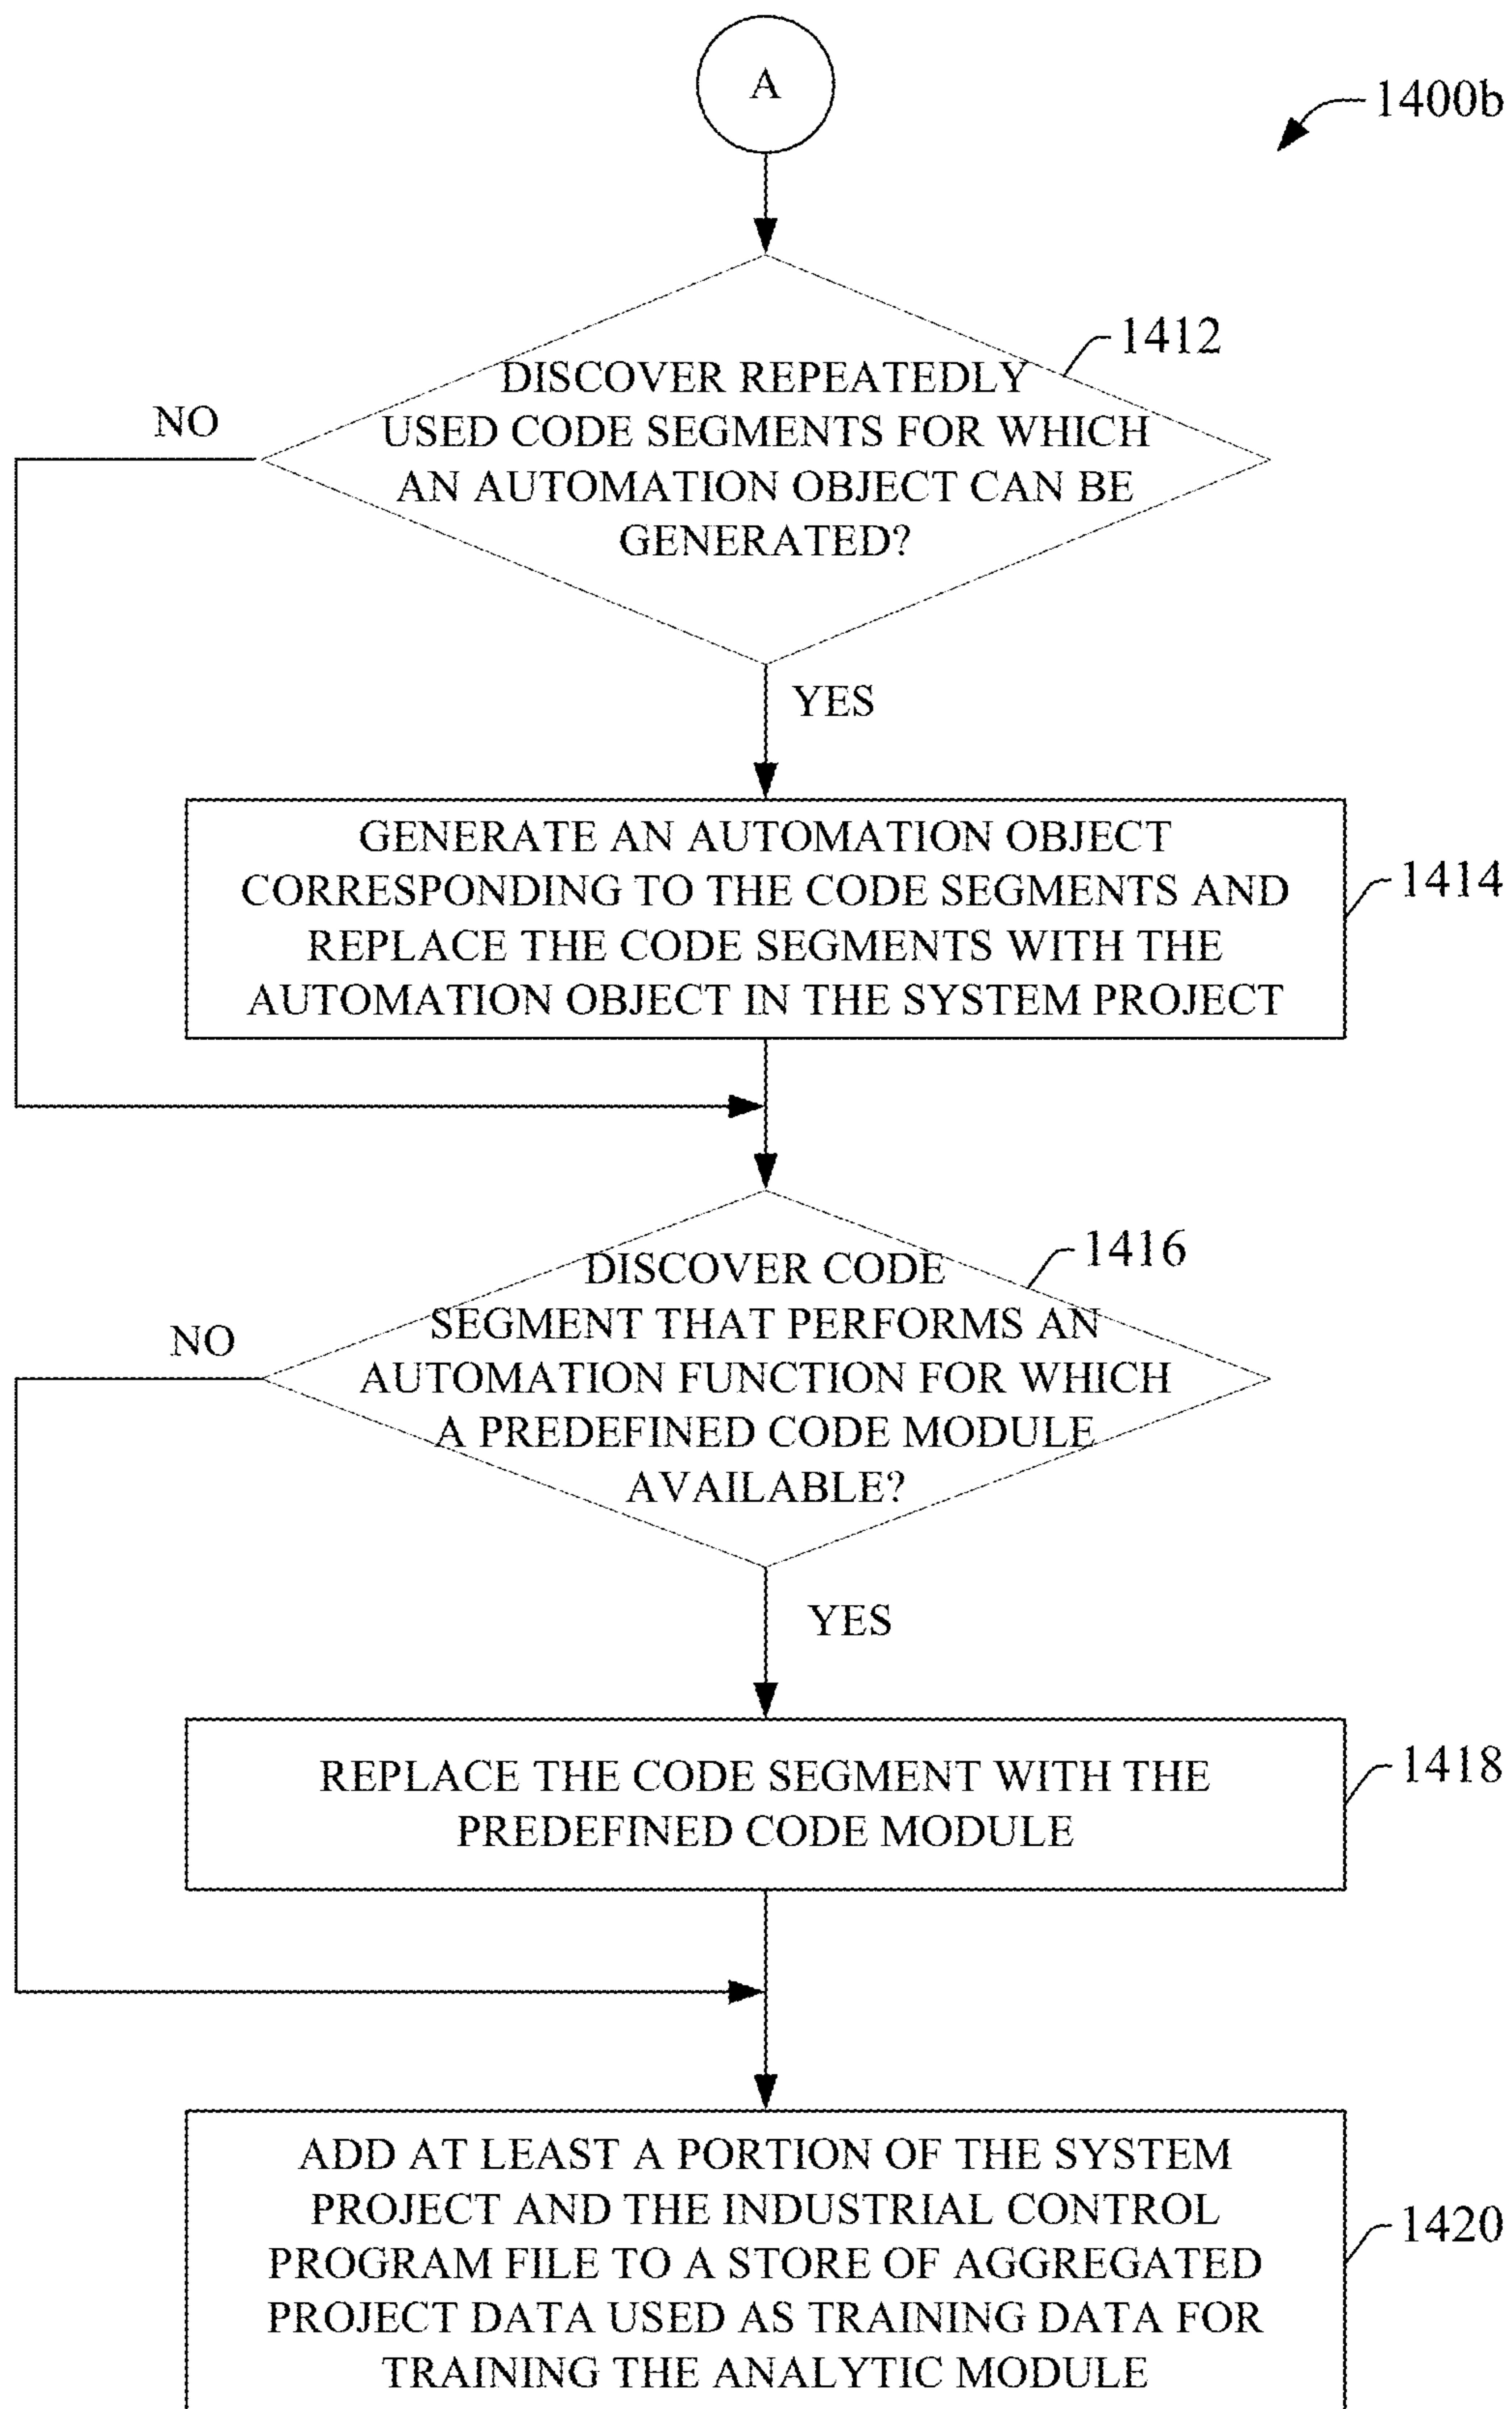 A
1400b
1412
DISCOVER REPEATEDLY
USED CODE SEGMENTS FOR WHICH
AN AUTOMATION OBJECT CAN BE
GENERATED?
NO
YES
GENERATE AN AUTOMATION OBJECT
CORRESPONDING TO THE CODE SEGMENTS AND
REPLACE THE CODE SEGMENTS WITH THE
AUTOMATION OBJECT IN THE SYSTEM PROJECT
1414
1416
DISCOVER CODE
SEGMENT THAT PERFORMS AN
AUTOMATION FUNCTION FOR WHICH
A PREDEFINED CODE MODULE
AVAILABLE?
NO
YES
REPLACE THE CODE SEGMENT WITH THE
PREDEFINED CODE MODULE
1418
ADD AT LEAST A PORTION OF THE SYSTEM
PROJECT AND THE INDUSTRIAL CONTROL
PROGRAM FILE TO A STORE OF AGGREGATED
PROJECT DATA USED AS TRAINING DATA FOR
TRAINING THE ANALYTIC MODULE
1420